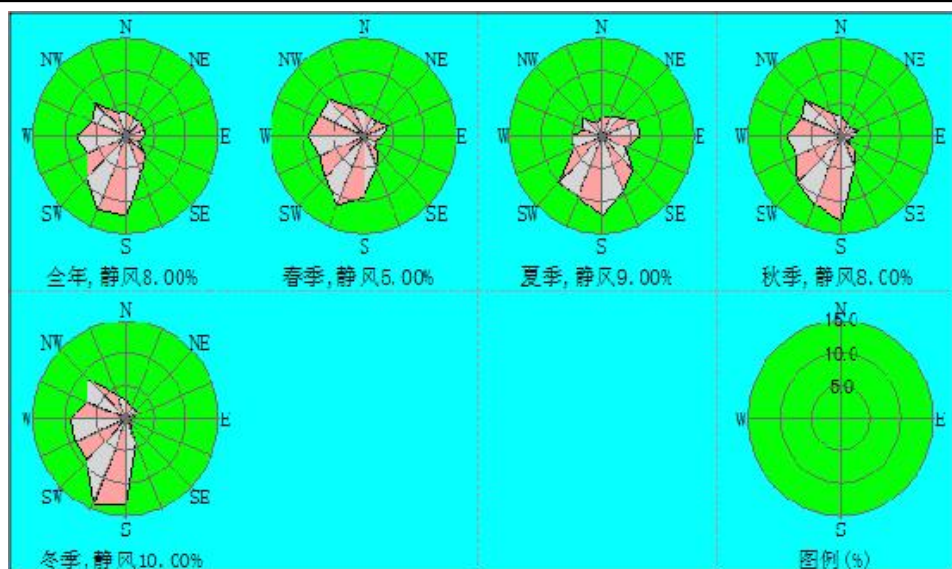 N N N N
NW NE NW NE NW NE NW NE
W E W E W E W E
SW SE SW SE SW SE SW SE
S S S S
全年,静风8.00% 春季,静风 夏季,静风9.00% 秋季,静风8.00%
N N
15.0
NW NE
10.0
5.0
W E W E
SW SE
S S
冬季,静风10.00% 图例(%)